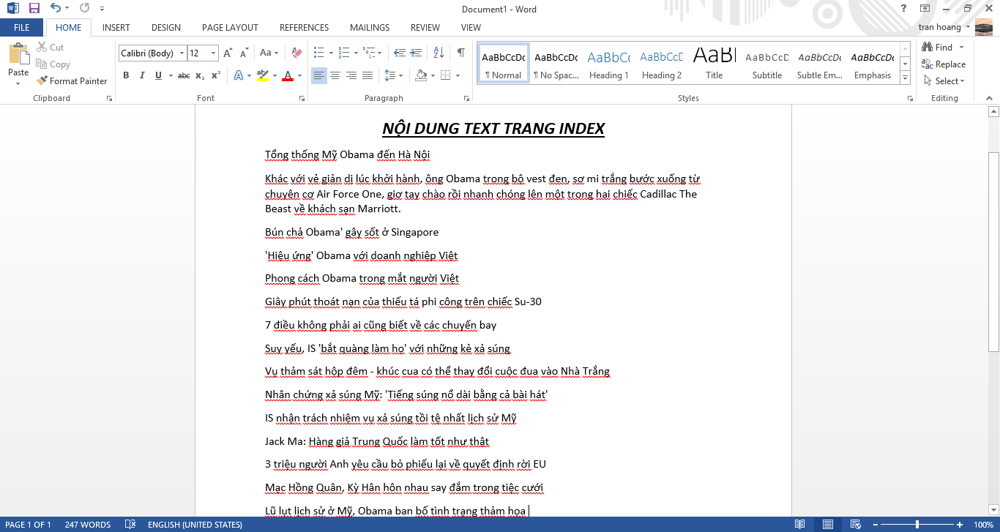 Document1 - Word
FILE HOME INSERT DESIGN PAGE LAYOUT REFERENCES MAILINGS REVIEW VIEW
tran hoang
Paste
Cut
Copy
Format Painter
Clipboard
Calibri (Body) 12
Font
Paragraph
AaBbCcDc AaBbCcDc AaBbCc AaBbCcD AaB AaBbCcD AaBbCcDc AaBbCcDc
¶ Normal ¶ No Spac... Heading 1 Heading 2 Title Subtitle Subtle Em... Emphasis
Styles
Find
Replace
Select
Editing
NỘI DUNG TEXT TRANG INDEX
Tổng thống Mỹ Obama đến Hà Nội
Khác với vẻ giản dị lúc khởi hành, ông Obama trong bộ vest đen, sơ mi trắng bước xuống từ
chuyên cơ Air Force One, giơ tay chào rồi nhanh chóng lên một trong hai chiếc Cadillac The
Beast về khách sạn Marriott.
Bún chả Obama' gây sốt ở Singapore
'Hiệu ứng' Obama với doanh nghiệp Việt
Phong cách Obama trong mắt người Việt
Giây phút thoát nạn của thiếu tá phi công trên chiếc Su-30
7 điều không phải ai cũng biết về các chuyến bay
Suy yếu, IS 'bắt quàng làm họ' với những kẻ xả súng
Vụ thảm sát hộp đêm - khúc cua có thể thay đổi cuộc đua vào Nhà Trắng
Nhân chứng xả súng Mỹ: 'Tiếng súng nổ dài bằng cả bài hát'
IS nhận trách nhiệm vụ xả súng tồi tệ nhất lịch sử Mỹ
Jack Ma: Hàng giả Trung Quốc làm tốt như thật
3 triệu người Anh yêu cầu bỏ phiếu lại về quyết định rời EU
Mạc Hồng Quân, Kỳ Hân hôn nhau say đắm trong tiệc cưới
Lũ lụt lịch sử ở Mỹ, Obama ban bố tình trạng thảm họa
PAGE 1 OF 1 247 WORDS ENGLISH (UNITED STATES) 100%